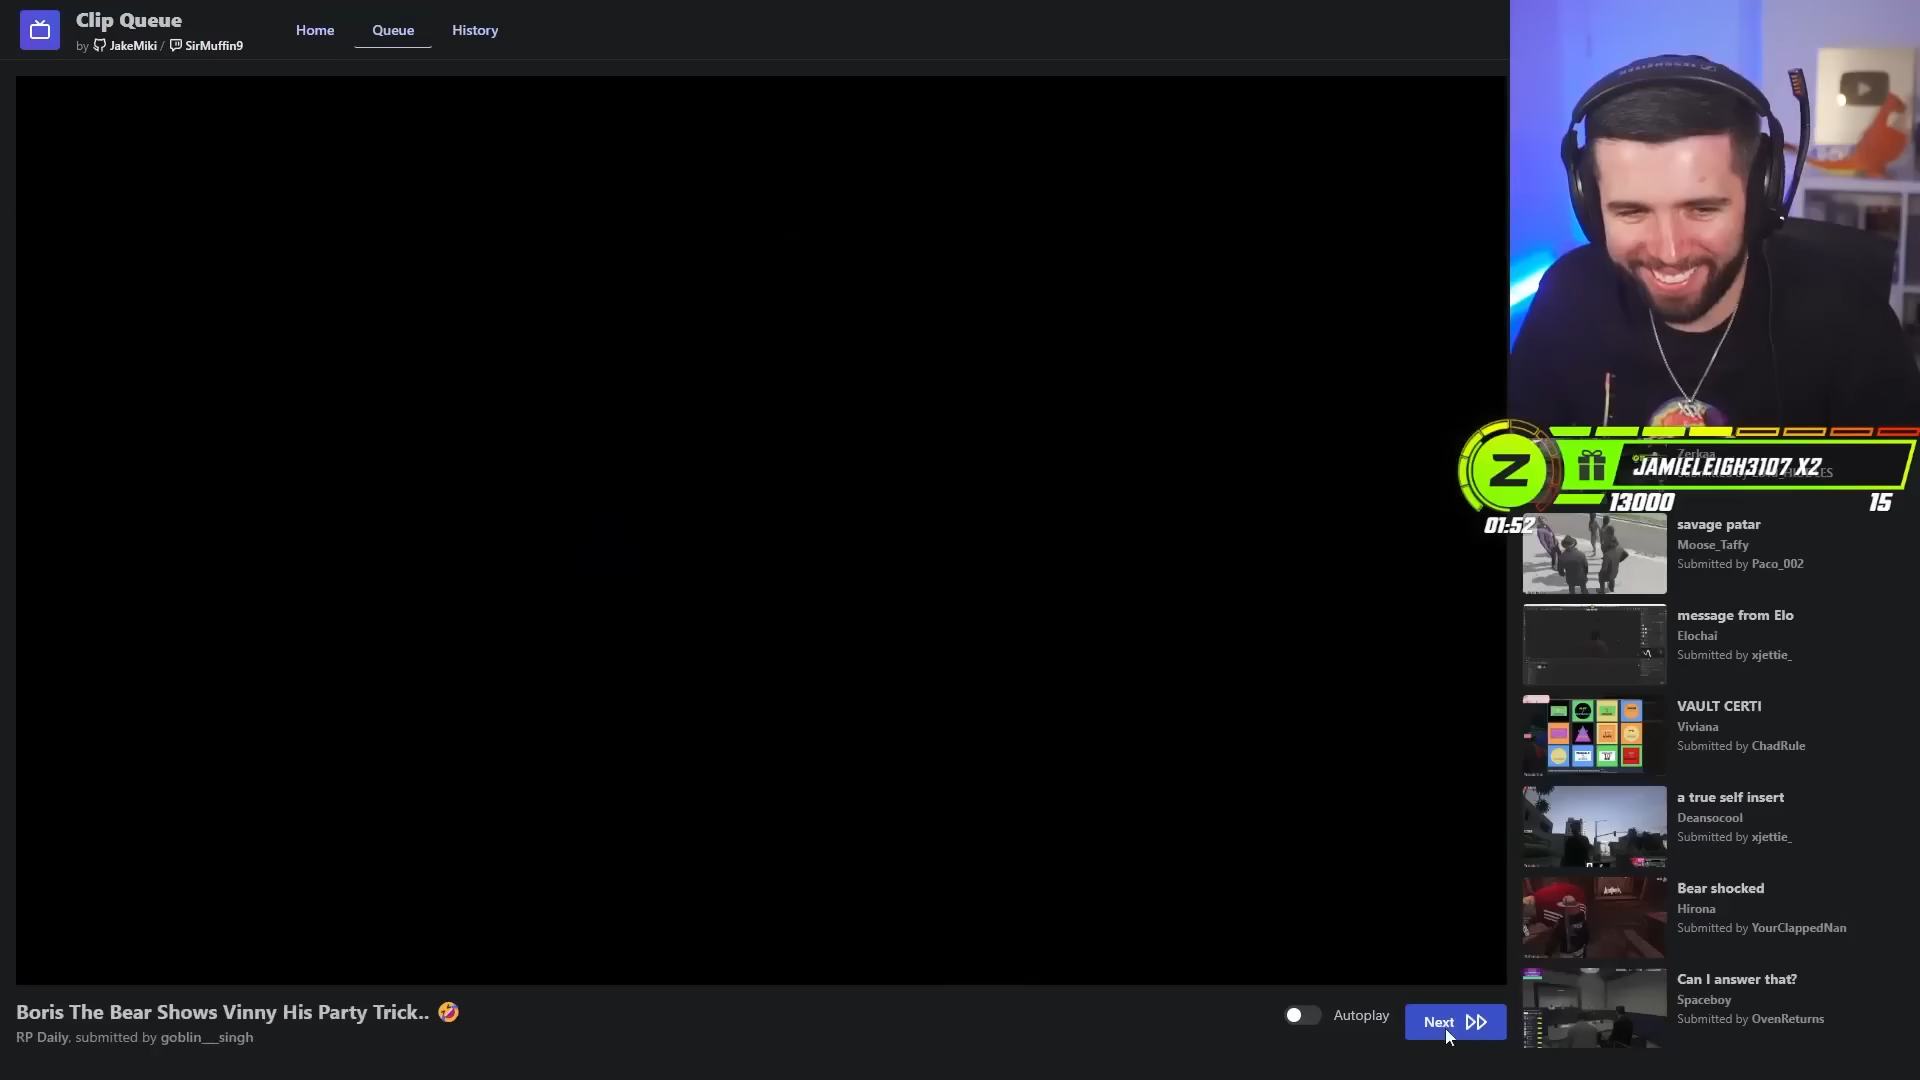 Clip Queue
by JakeMiki / SirMuffin9
Home
Queue
History
Zerkaa
JAMIELEIGH3107 X2
13000
15
01:52
savage patar
Moose_Taffy
Submitted by Paco_002
message from Elo
Elochai
Submitted by xjettie_
VAULT CERTI
Viviana
Submitted by ChadRule
a true self insert
Deansocool
Submitted by xjettie_
Bear shocked
Hirona
Submitted by YourClappedNan
Can I answer that?
Spaceboy
Submitted by OvenReturns
Boris The Bear Shows Vinny His Party Trick.. 🤣
RP Daily, submitted by goblin___singh
Autoplay
Next